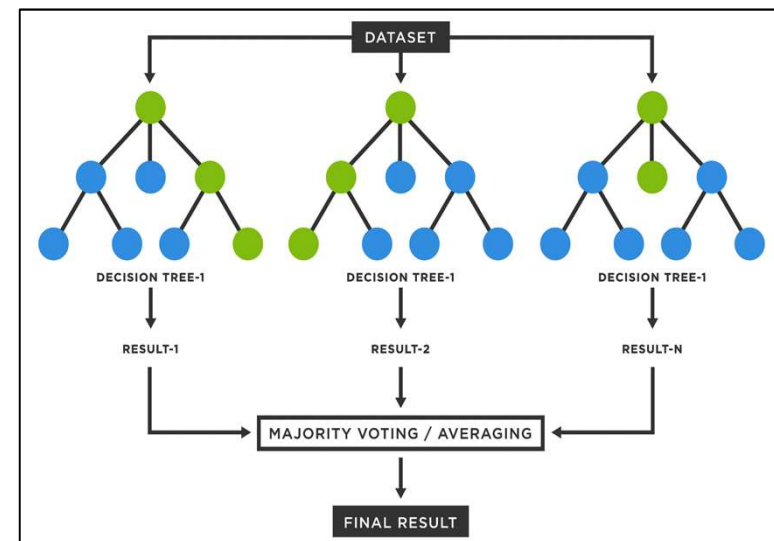 DATASET
DECISION TREE-1
DECISION TREE-1
DECISION TREE-1
RESULT-1
RESULT-2
RESULT-N
MAJORITY VOTING / AVERAGING
FINAL RESULT